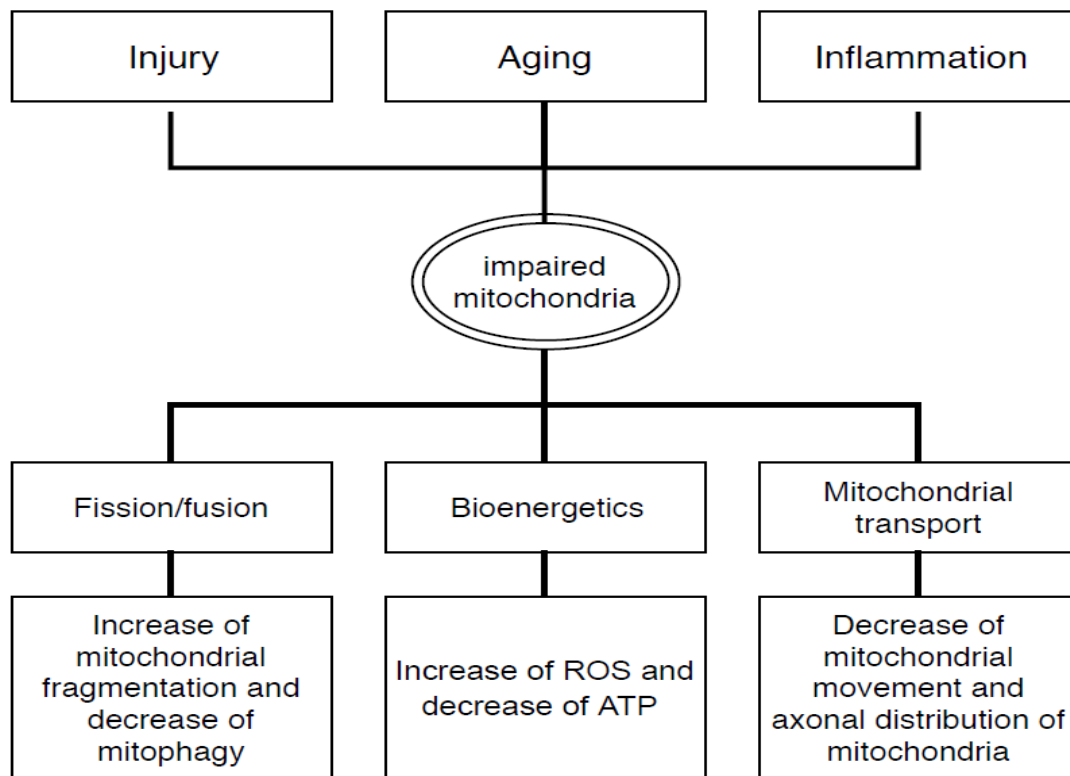 Injury
Aging
Inflammation
impaired
mitochondria
Fission/fusion
Bioenergetics
Mitochondrial
transport
Increase of
mitochondrial
fragmentation and
decrease of
mitophagy
Increase of ROS and
decrease of ATP
Decrease of
mitochondrial
movement and
axonal distribution of
mitochondria